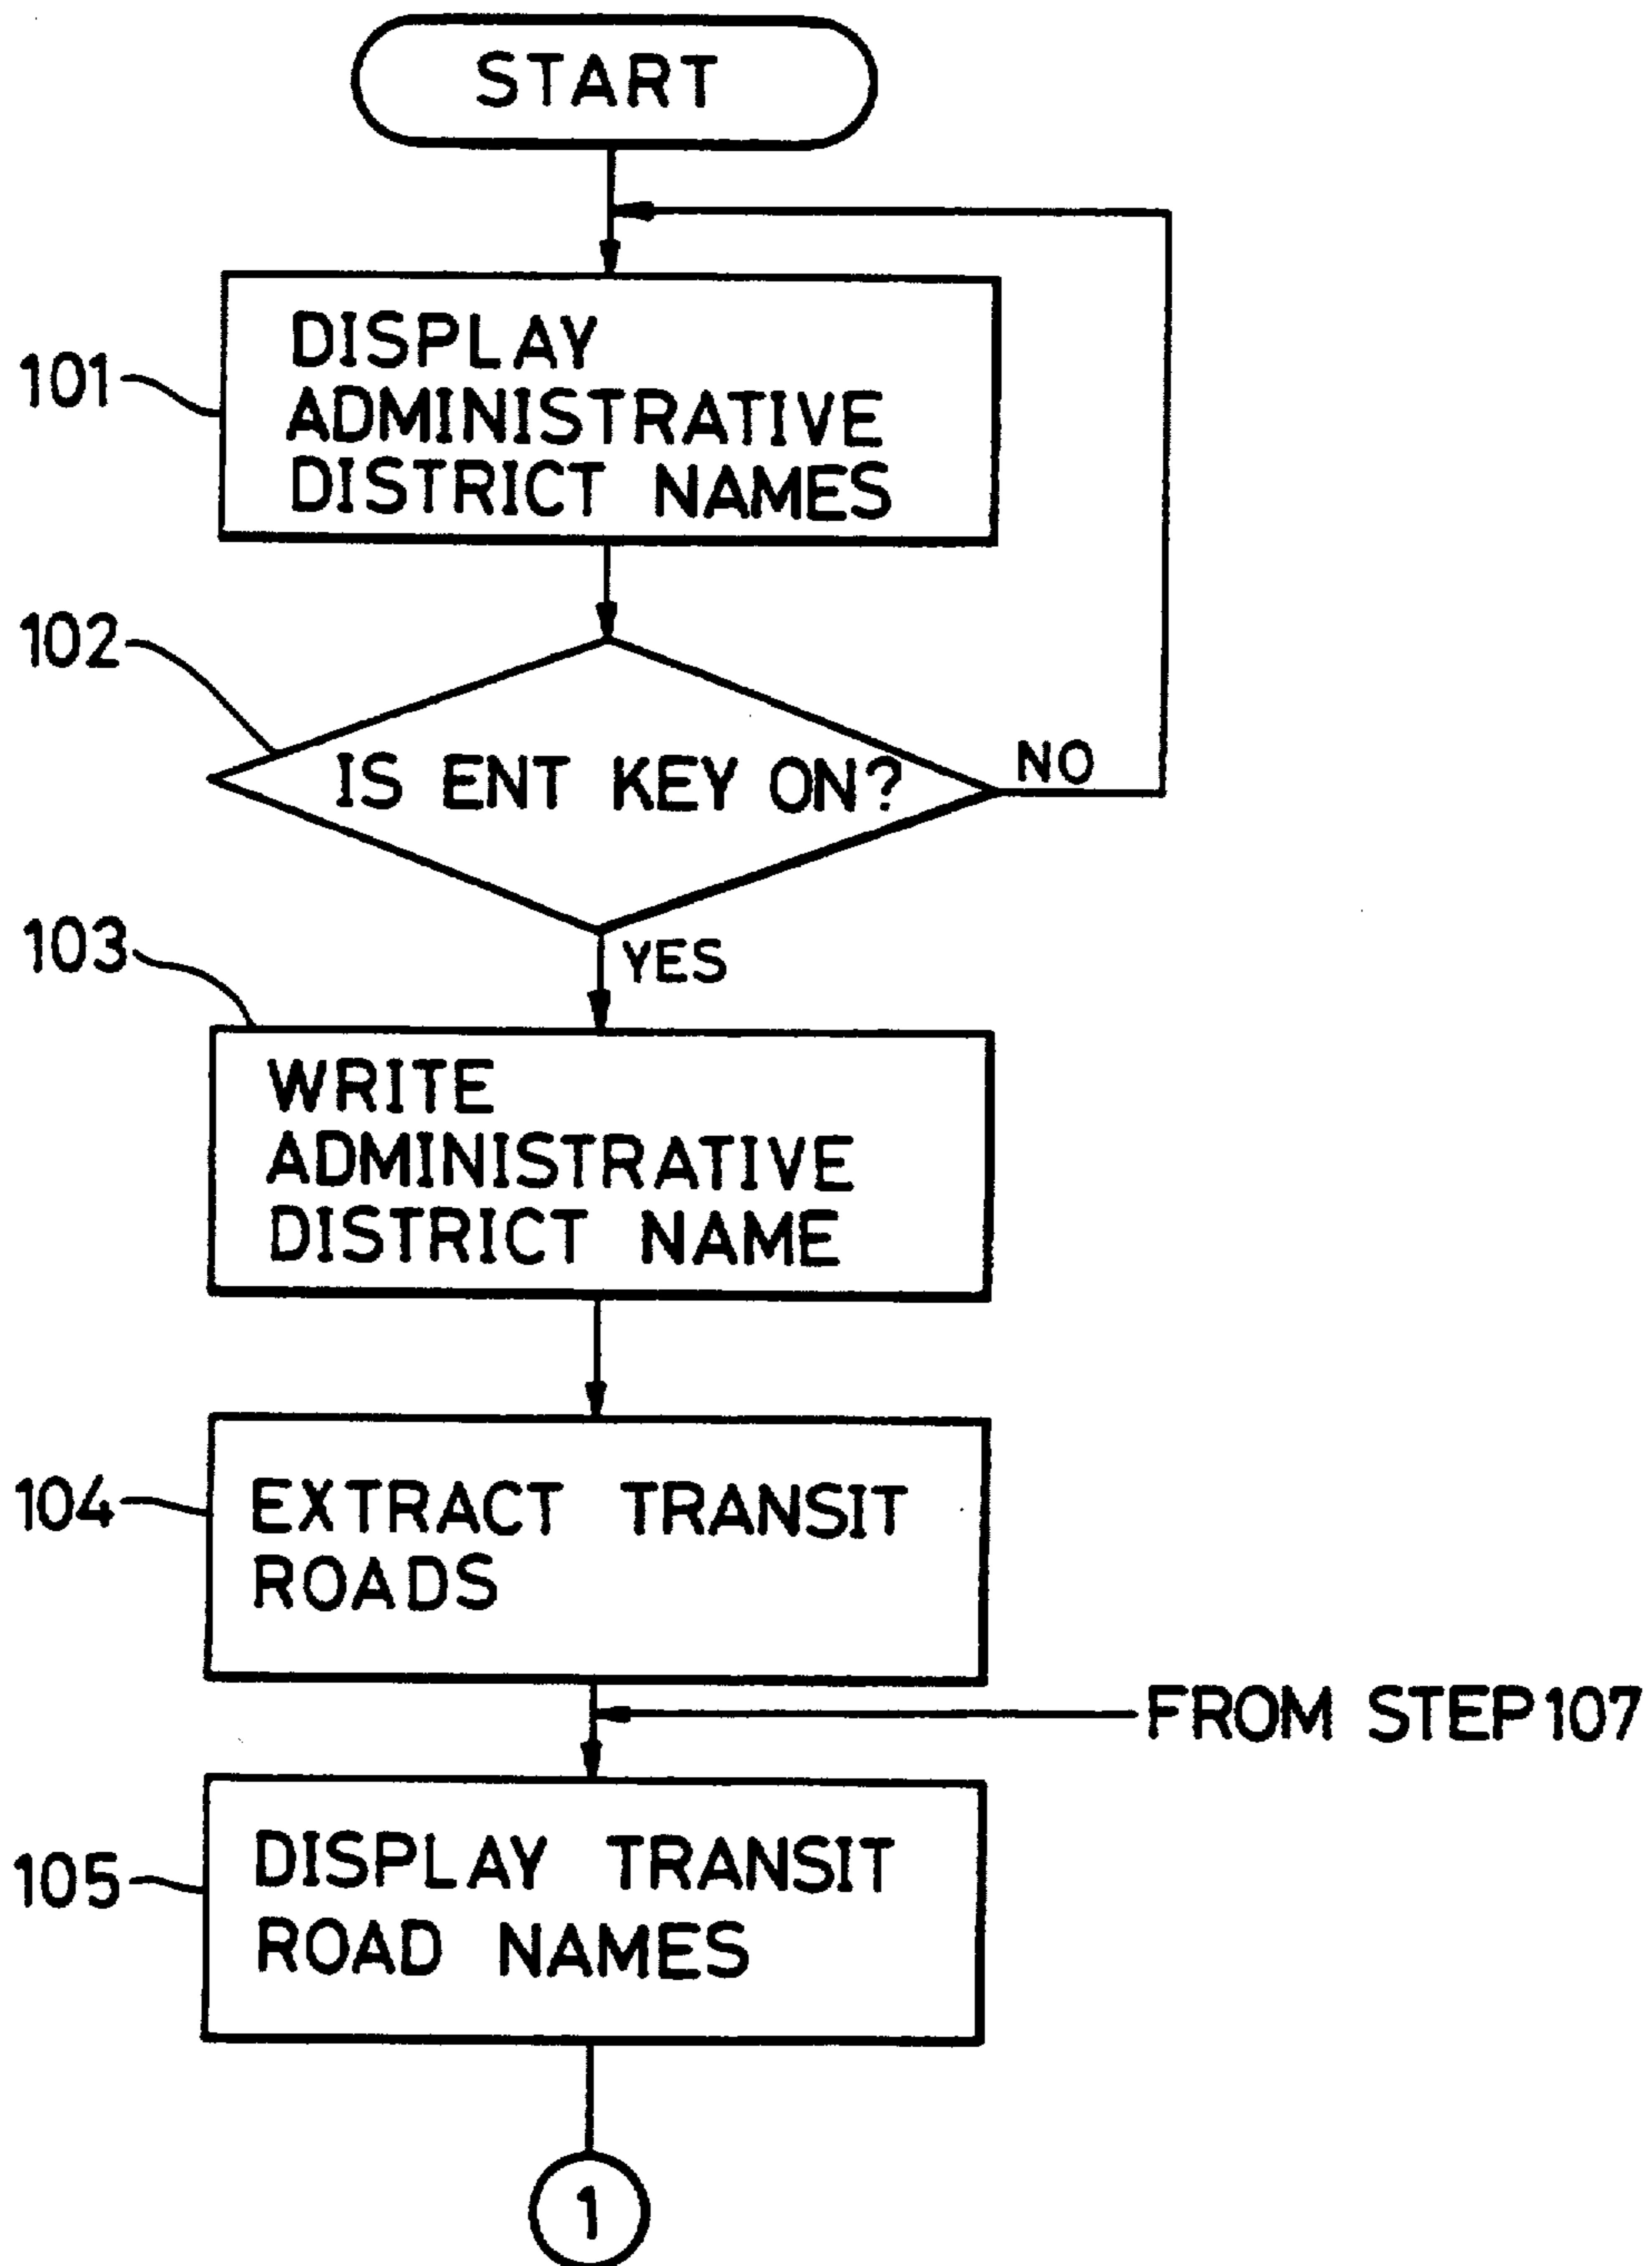 START
101
DISPLAY
ADMINISTRATIVE
DISTRICT NAMES
102
IS ENT KEY ON?
NO
YES
103
WRITE
ADMINISTRATIVE
DISTRICT NAME
104
EXTRACT TRANSIT
ROADS
FROM STEP 107
105
DISPLAY TRANSIT
ROAD NAMES
1